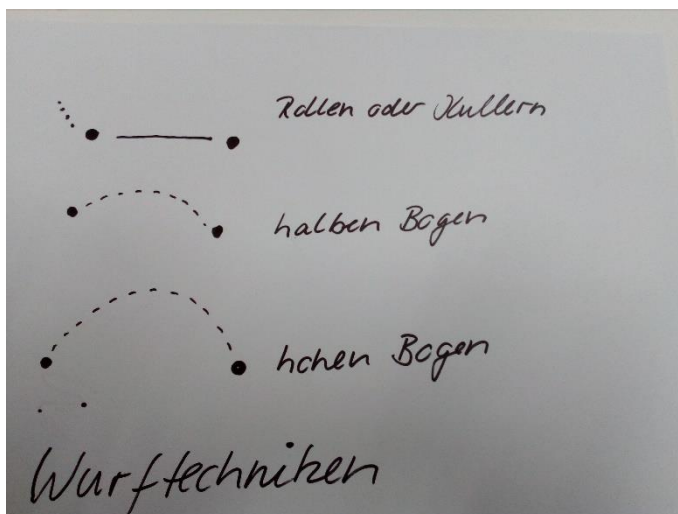 Rollen oder Kullern
halben Bogen
hohen Bogen
Wurftechniken